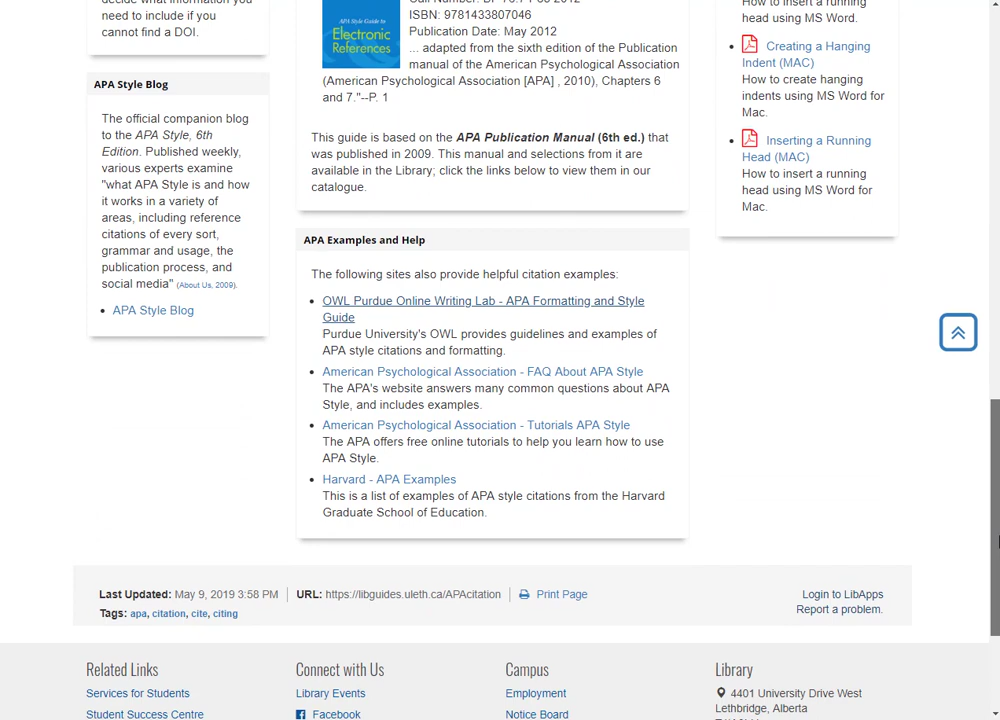 decide what information you
need to include if you
cannot find a DOI.
APA Style Blog
The official companion blog
to the APA Style, 6th
Edition. Published weekly,
various experts examine
"what APA Style is and how
it works in a variety of
areas, including reference
citations of every sort,
grammar and usage, the
publication process, and
social media" (About Us, 2009).
APA Style Blog
APA Style Guide to
Electronic
References
ISBN: 9781433807046
Publication Date: May 2012
... adapted from the sixth edition of the Publication
manual of the American Psychological Association
(American Psychological Association [APA] , 2010), Chapters 6
and 7."--P. 1
This guide is based on the APA Publication Manual (6th ed.) that
was published in 2009. This manual and selections from it are
available in the Library; click the links below to view them in our
catalogue.
APA Examples and Help
The following sites also provide helpful citation examples:
OWL Purdue Online Writing Lab - APA Formatting and Style
Guide
Purdue University's OWL provides guidelines and examples of
APA style citations and formatting.
American Psychological Association - FAQ About APA Style
The APA's website answers many common questions about APA
Style, and includes examples.
American Psychological Association - Tutorials APA Style
The APA offers free online tutorials to help you learn how to use
APA Style.
Harvard - APA Examples
This is a list of examples of APA style citations from the Harvard
Graduate School of Education.
How to insert a running
head using MS Word.
Creating a Hanging
Indent (MAC)
How to create hanging
indents using MS Word for
Mac.
Inserting a Running
Head (MAC)
How to insert a running
head using MS Word for
Mac.
Last Updated: May 9, 2019 3:58 PM URL: https://libguides.uleth.ca/APAcitation Print Page
Login to LibApps
Tags: apa, citation, cite, citing
Report a problem.
Related Links
Services for Students
Student Success Centre
Connect with Us
Library Events
Facebook
Campus
Employment
Notice Board
Library
4401 University Drive West
Lethbridge, Alberta